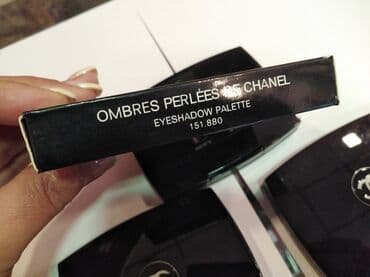 OMBRES PERLÉES DE CHANEL
EYESHADOW PALETTE
151.880